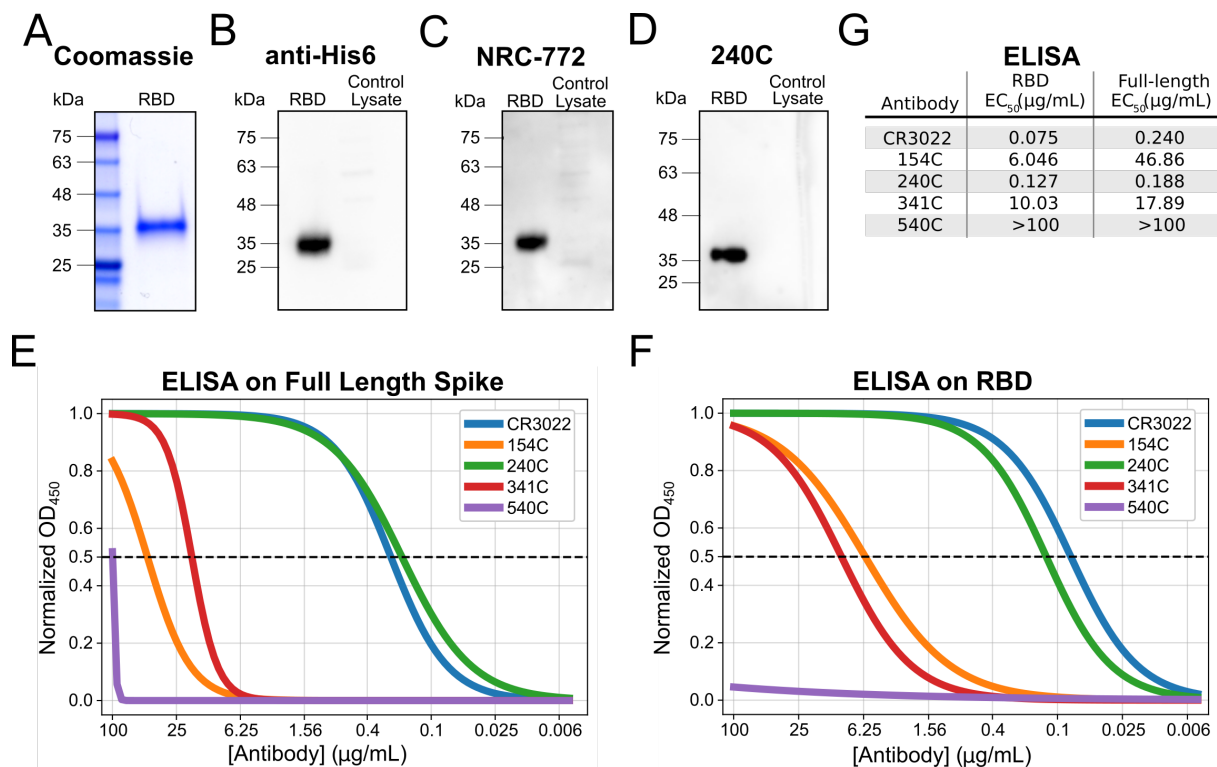 A
Coomassie
kDa
RBD
75
63
48
35
25
B
anti-His6
kDa
RBD
Control
Lysate
75
63
48
35
25
C
NRC-772
kDa
RBD
Control
Lysate
75
63
48
35
25
D
240C
kDa
RBD
Control
Lysate
75
63
48
35
25
G
ELISA
Antibody RBD EC50(µg/mL) Full-length EC50(µg/mL)
CR3022 0.075 0.240
154C 6.046 46.86
240C 0.127 0.188
341C 10.03 17.89
540C >100 >100
E
ELISA on Full Length Spike
Normalized OD450
1.0
0.8
0.6
0.5
0.4
0.2
0.0
CR3022
154C
240C
341C
540C
100 25 6.25 1.56 0.4 0.1 0.025 0.006
[Antibody] (µg/mL)
F
ELISA on RBD
Normalized OD450
1.0
0.8
0.6
0.5
0.4
0.2
0.0
CR3022
154C
240C
341C
540C
100 25 6.25 1.56 0.4 0.1 0.025 0.006
[Antibody] (µg/mL)